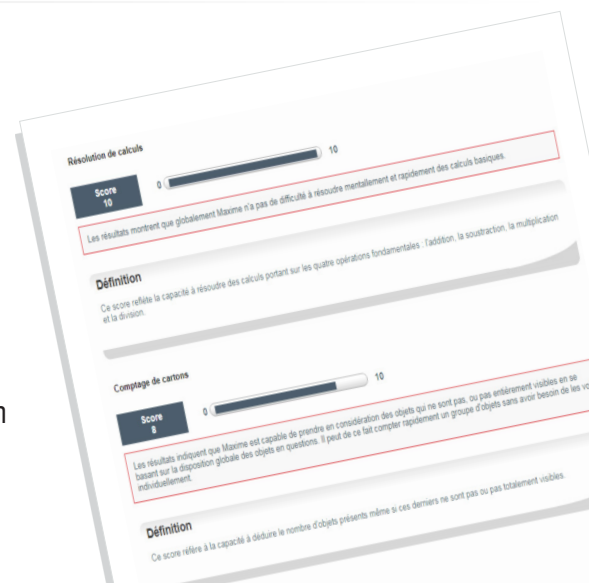 Résolution de calculs
Score
10
0
10
Les résultats montrent que globalement Maxime n'a pas de difficulté à résoudre mentalement et rapidement des calculs basiques.
Définition
Ce score reflète la capacité à résoudre des calculs portant sur les quatre opérations fondamentales : l'addition, la soustraction, la multiplication
et la division.
Comptage de cartons
Score
8
0
10
Les résultats indiquent que Maxime est capable de prendre en considération des objets qui ne sont pas, ou pas entièrement visibles en se
basant sur la disposition globale des objets en questions. Il peut de ce fait compter rapidement un groupe d'objets sans avoir besoin de les
individuellement.
Définition
Ce score réfère à la capacité à déduire le nombre d'objets présents même si ces derniers ne sont pas ou pas totalement visibles.